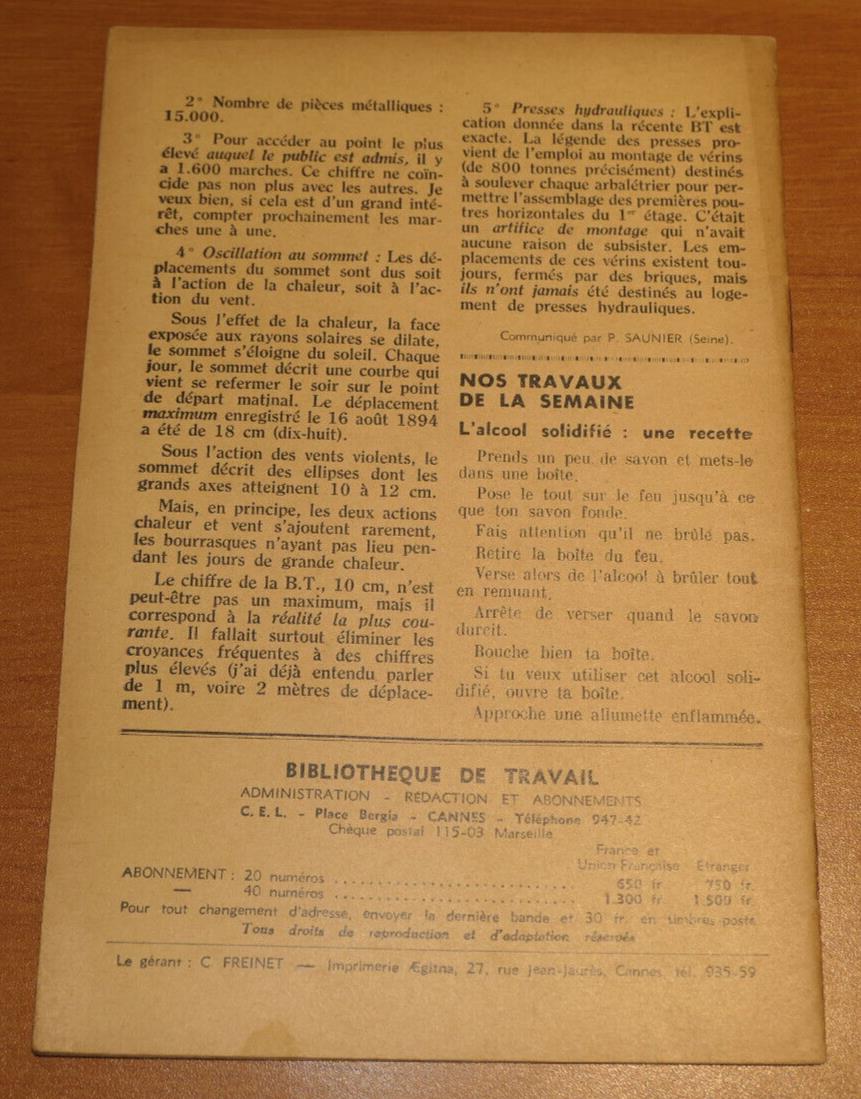 2° Nombre de pièces métalliques :
15.000.
3° Pour accéder au point le plus
élevé auquel le public est admis, il y
a 1.600 marches. Ce chiffre ne coïn-
cide pas non plus avec les autres. Je
veux bien, si cela est d'un grand inté-
rêt, compter prochainement les mar-
ches une à une.
4° Oscillation au sommet : Les dé-
placements du sommet sont dus soit
à l'action de la chaleur, soit à l'ac-
tion du vent.
Sous l'effet de la chaleur, la face
exposée aux rayons solaires se dilate,
le sommet s'éloigne du soleil. Chaque
jour, le sommet décrit une courbe qui
vient se refermer le soir sur le point
de départ matinal. Le déplacement
maximum enregistré le 16 août 1894
a été de 18 cm (dix-huit).
Sous l'action des vents violents, le
sommet décrit des ellipses dont les
grands axes atteignent 10 à 12 cm.
Mais, en principe, les deux actions
chaleur et vent s'ajoutent rarement,
les bourrasques n'ayant pas lieu pen-
dant les jours de grande chaleur.
Le chiffre de la B.T., 10 cm, n'est
peut-être pas un maximum, mais il
correspond à la réalité la plus cou-
rante. Il fallait surtout éliminer les
croyances fréquentes à des chiffres
plus élevés (j'ai déjà entendu parler
de 1 m, voire 2 mètres de déplace-
ment).
5° Presses hydrauliques : L'expli-
cation donnée dans la récente BT est
exacte. La légende des presses pro-
vient de l'emploi au montage de vérins
(de 800 tonnes précisément) destinés
à soulever chaque arbalétrier pour per-
mettre l'assemblage des premières pou-
tres horizontales du 1er étage. C'était
un artifice de montage qui n'avait
aucune raison de subsister. Les em-
placements de ces vérins existent tou-
jours, fermés par des briques, mais
ils n'ont jamais été destinés au loge-
ment de presses hydrauliques.
Communiqué par P. SAUNIER (Seine).
NOS TRAVAUX
DE LA SEMAINE
L'alcool solidifié : une recette
Prends un peu de savon et mets-le
dans une boîte.
Pose le tout sur le feu jusqu'à ce
que ton savon fonde.
Fais attention qu'il ne brûle pas.
Retire la boîte du feu.
Verse alors de l'alcool à brûler tout
en remuant.
Arrête de verser quand le savon
durcit.
Bouche bien ta boîte.
Si tu veux utiliser cet alcool soli-
difié, ouvre ta boîte.
Approche une allumette enflammée.
BIBLIOTHEQUE DE TRAVAIL
ADMINISTRATION - RÉDACTION ET ABONNEMENTS
C. E. L. - Place Bergia - CANNES - Téléphone 947-42
Chèque postal 115-03 Marseille
France et
Union Française Etranger
ABONNEMENT : 20 numéros .......... 650 fr 750 fr.
— 40 numéros .......... 1.300 fr 1.500 fr.
Pour tout changement d'adresse, envoyer la dernière bande et 30 fr. en timbres-poste
Tous droits de reproduction et d'adaptation réservés
Le gérant : C. FREINET — Imprimerie Ægitna, 27, rue Jean-Jaurès, Cannes, tél. 935-59